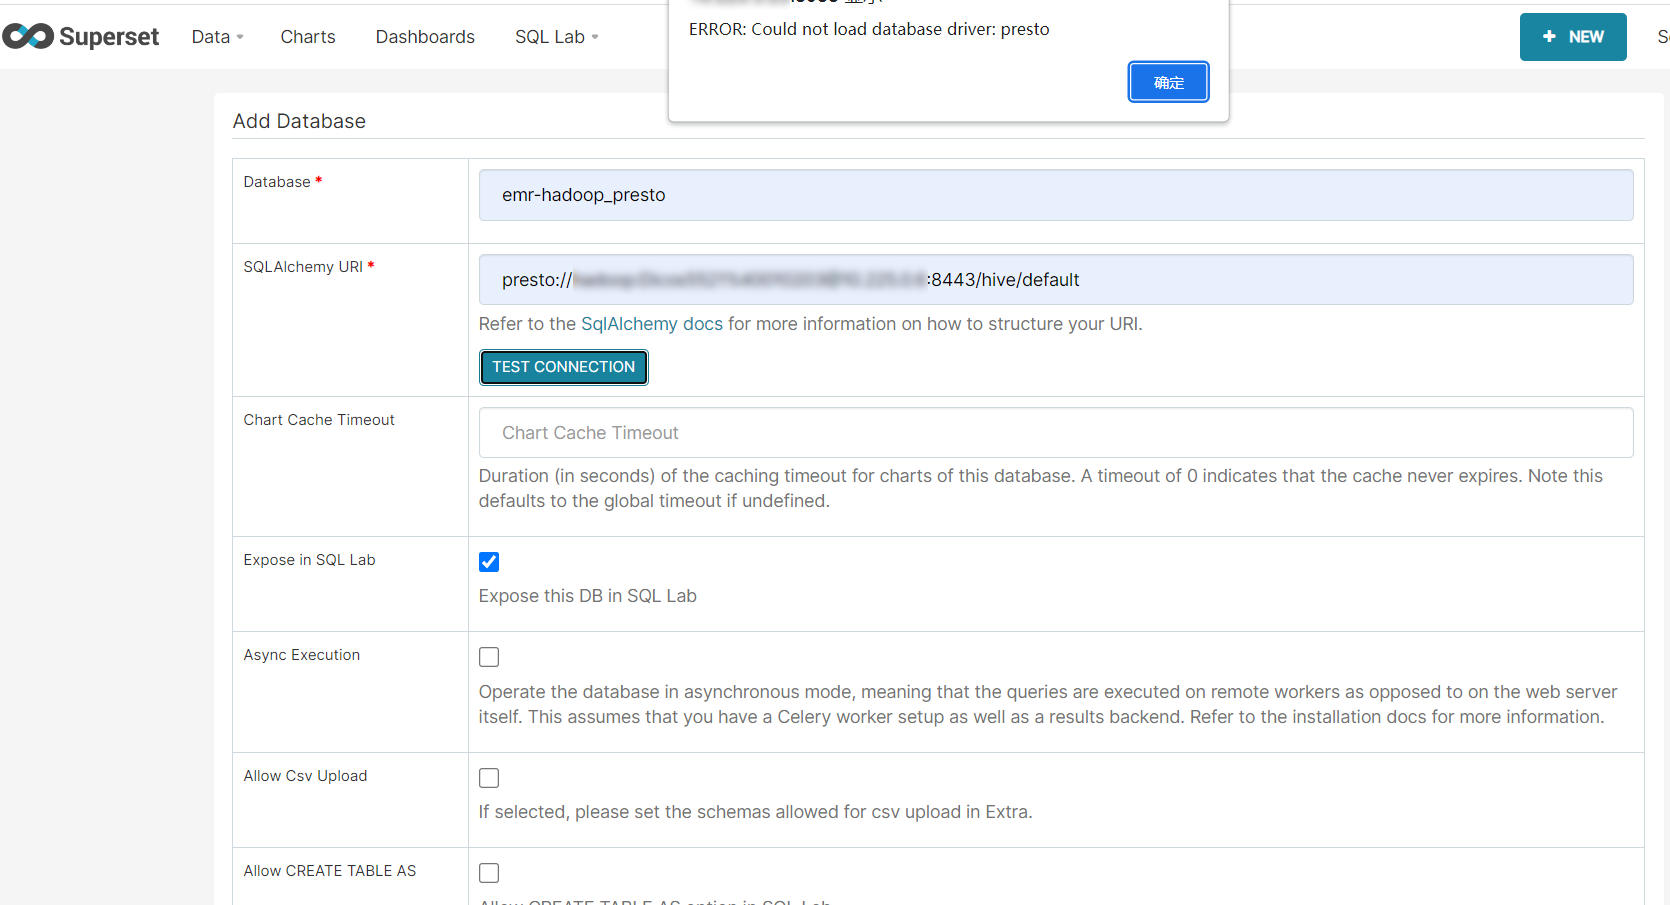 ERROR: Could not load database driver: presto
确定
Superset Data Charts Dashboards SQL Lab + NEW
Add Database
Database *
emr-hadoop_presto
SQLAlchemy URI *
presto:// :8443/hive/default
Refer to the SqlAlchemy docs for more information on how to structure your URI.
TEST CONNECTION
Chart Cache Timeout
Chart Cache Timeout
Duration (in seconds) of the caching timeout for charts of this database. A timeout of 0 indicates that the cache never expires. Note this
defaults to the global timeout if undefined.
Expose in SQL Lab
Expose this DB in SQL Lab
Async Execution
Operate the database in asynchronous mode, meaning that the queries are executed on remote workers as opposed to on the web server
itself. This assumes that you have a Celery worker setup as well as a results backend. Refer to the installation docs for more information.
Allow Csv Upload
If selected, please set the schemas allowed for csv upload in Extra.
Allow CREATE TABLE AS
Allow CREATE TABLE AS option in SQL Lab